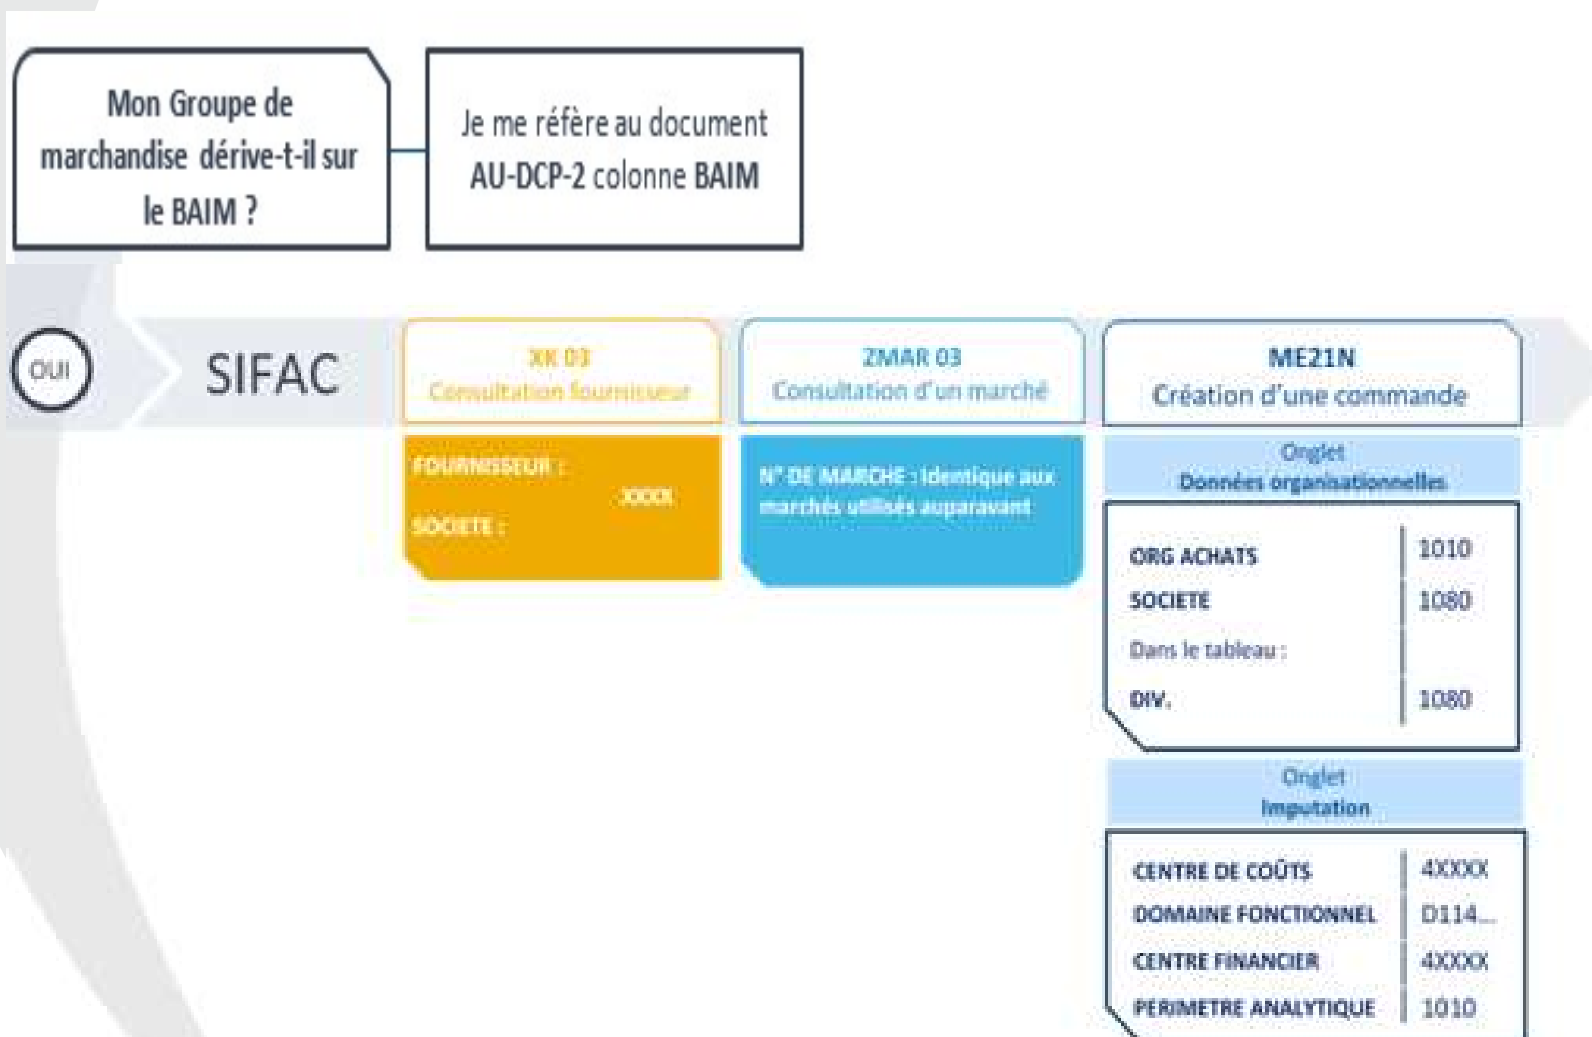 Mon Groupe de
marchandise dérive-t-il sur
le BAIM ?
Je me réfère au document
AU-DCP-2 colonne BAIM
OUI
SIFAC
XK 03
Consultation fournisseur
ZMAR 03
Consultation d'un marché
ME21N
Création d'une commande
FOURNISSEUR :
XXXX
SOCIETE :
N° DE MARCHE : Identique aux
marchés utilisés auparavant
Onglet
Données organisationnelles
ORG ACHATS 1010
SOCIETE 1080
Dans le tableau :
DIV. 1080
Onglet
Imputation
CENTRE DE COÛTS 4XXXX
DOMAINE FONCTIONNEL D114...
CENTRE FINANCIER 4XXXX
PERIMETRE ANALYTIQUE 1010